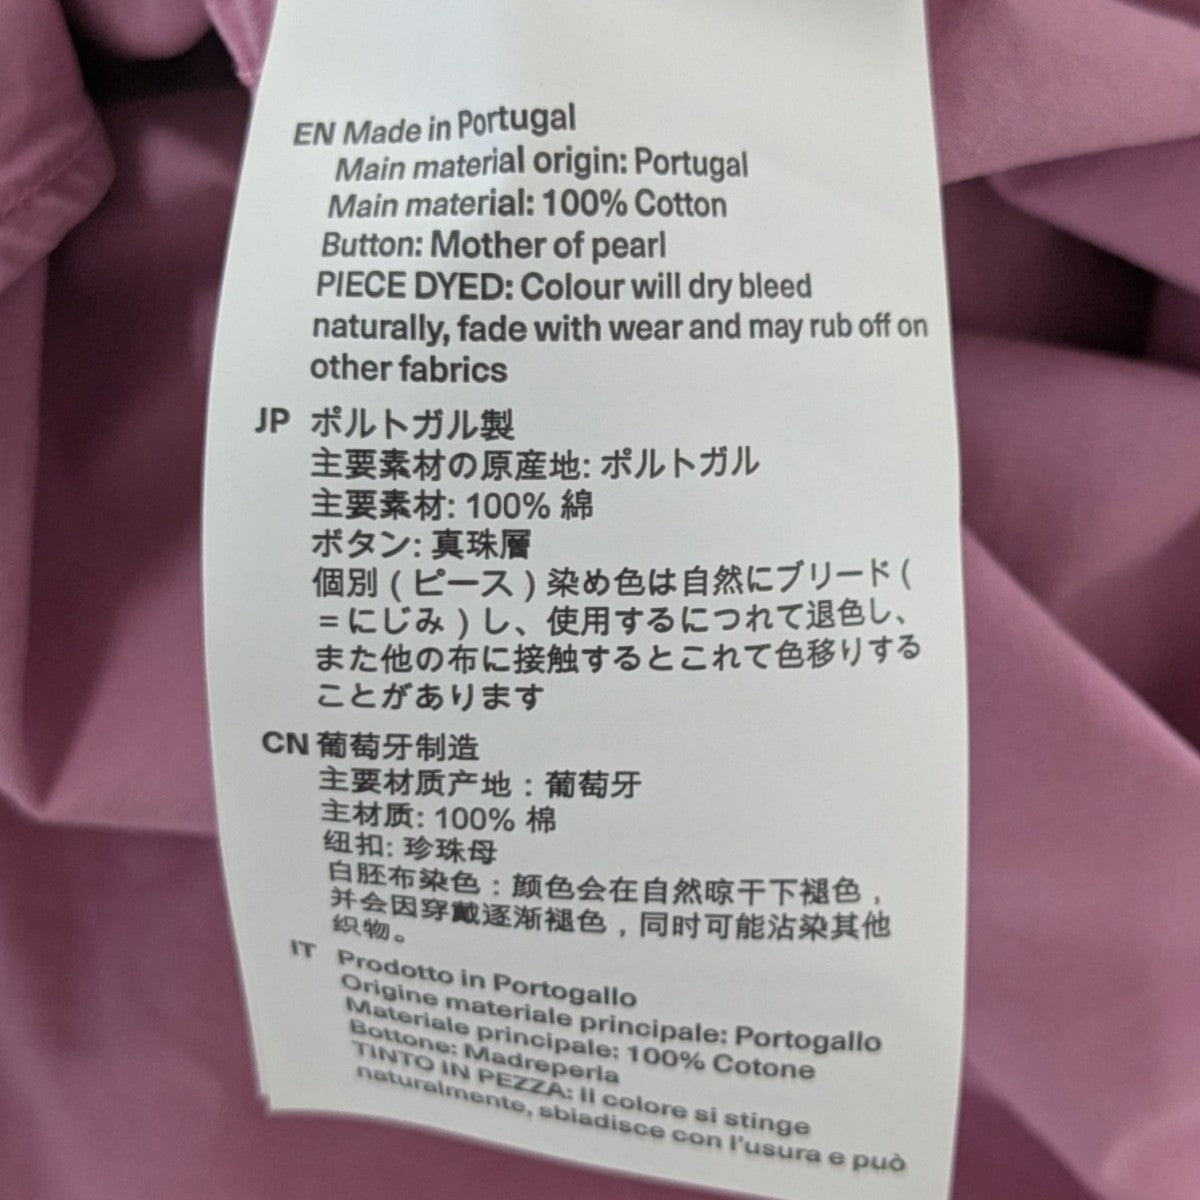 EN Made in Portugal
Main material origin: Portugal
Main material: 100% Cotton
Button: Mother of pearl
PIECE DYED: Colour will dry bleed
naturally, fade with wear and may rub off on
other fabrics
JP ポルトガル製
主要素材の原産地: ポルトガル
主要素材: 100% 綿
ボタン: 真珠層
個別 ( ピース ) 染め色は自然にブリード (
= にじみ ) し、使用するにつれて退色し、
また他の布に接触するとこれて色移りする
ことがあります
CN 葡萄牙制造
主要材质产地：葡萄牙
主材质: 100% 棉
纽扣: 珍珠母
白胚布染色：颜色会在自然晾干下褪色，
并会因穿戴逐渐褪色，同时可能沾染其他
织物。
IT Prodotto in Portogallo
Origine materiale principale: Portogallo
Materiale principale: 100% Cotone
Bottone: Madreperla
TINTO IN PEZZA: Il colore si stinge
naturalmente, sbiadisce con l'usura e può